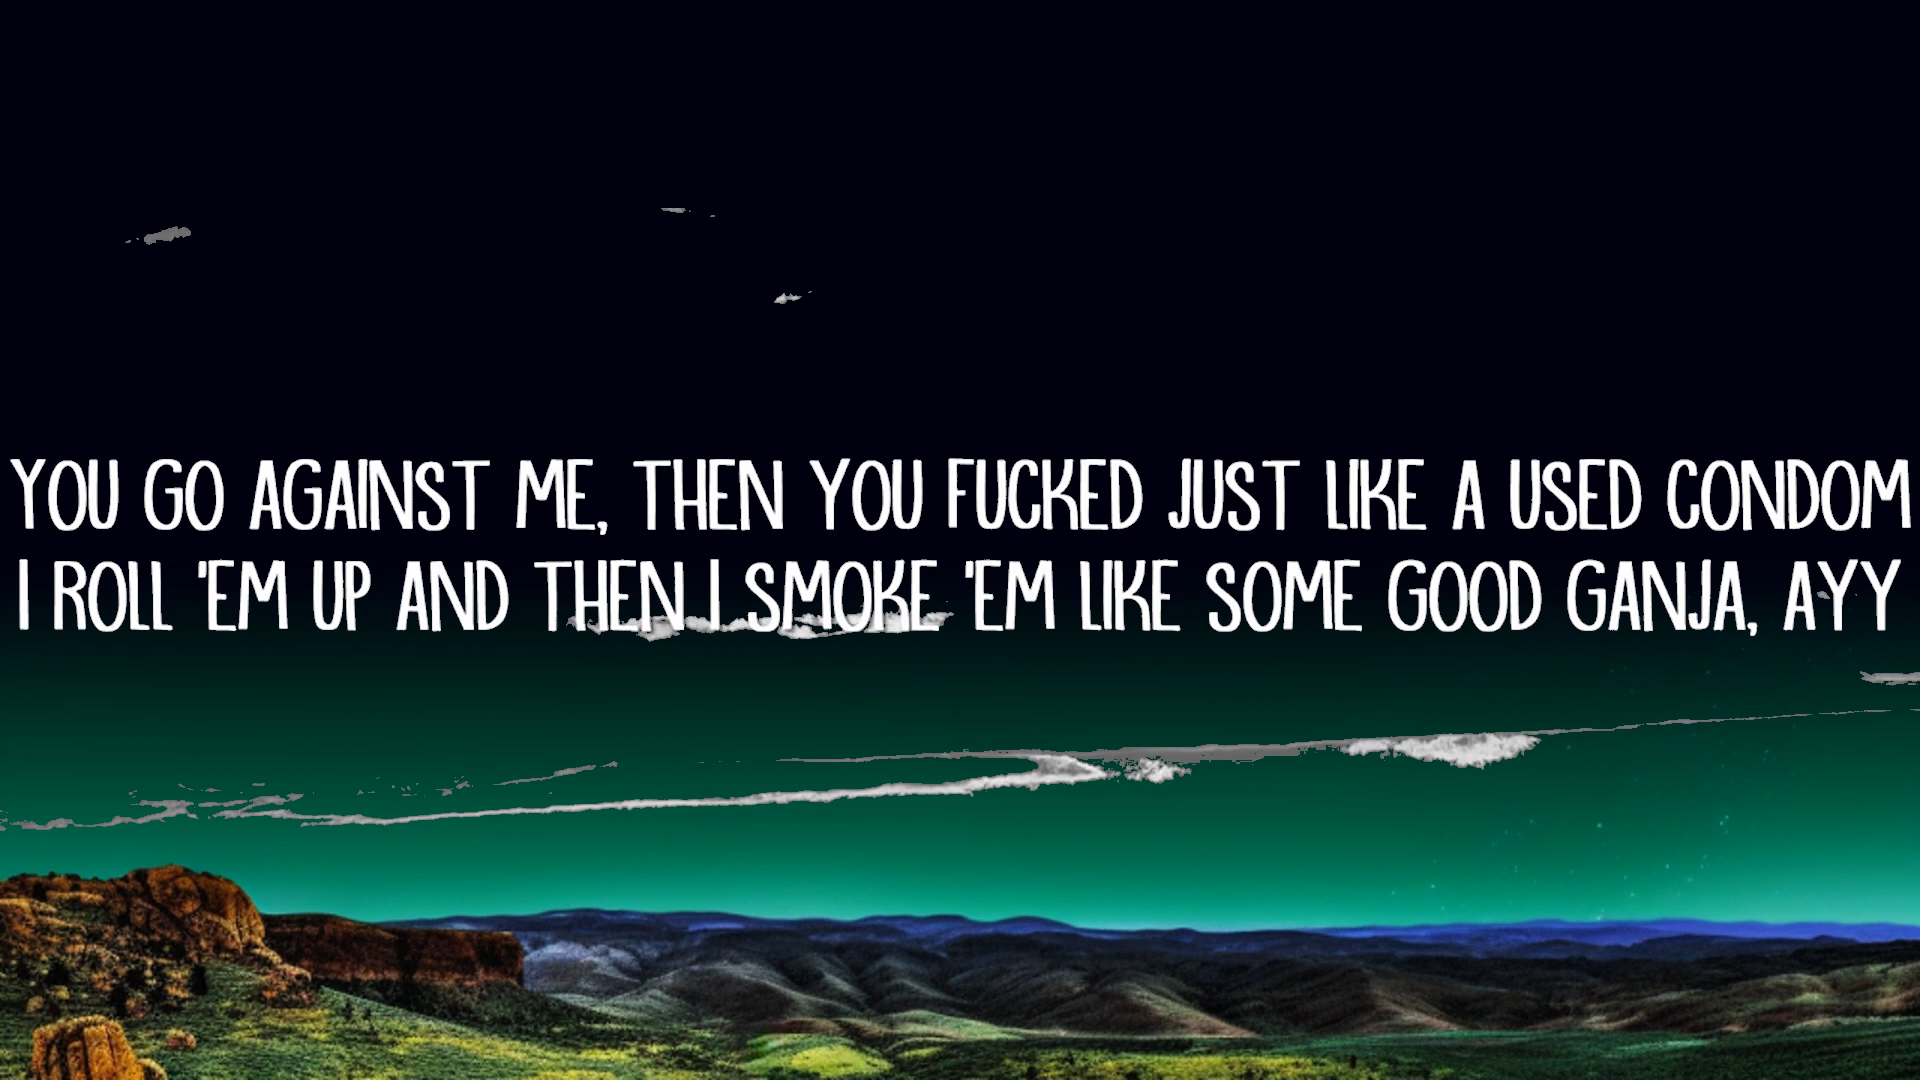 YOU GO AGAINST ME, THEN YOU FUCKED JUST LIKE A USED CONDOM
I ROLL 'EM UP AND THEN I SMOKE 'EM LIKE SOME GOOD GANJA, AYY